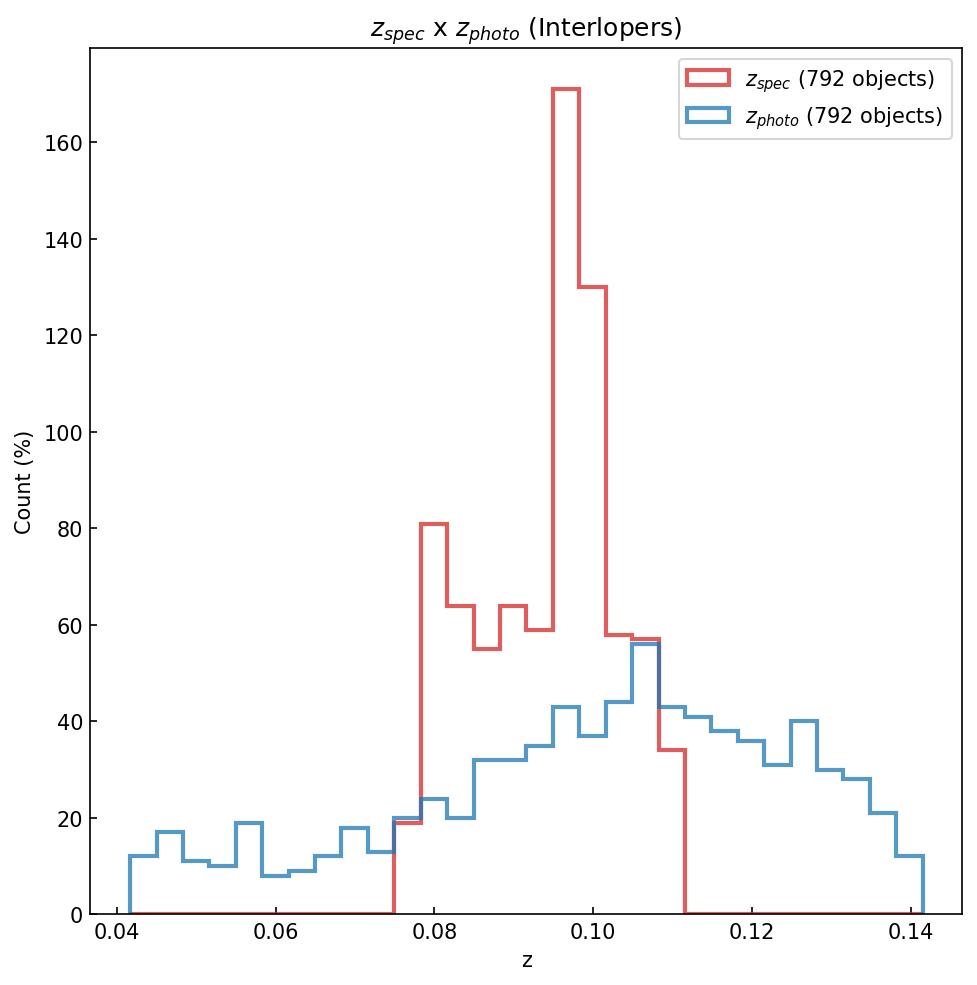 z_spec x z_photo (Interlopers)
z_spec (792 objects)
z_photo (792 objects)
Count (%)
160
140
120
100
80
60
40
20
0
0.04 0.06 0.08 0.10 0.12 0.14
z